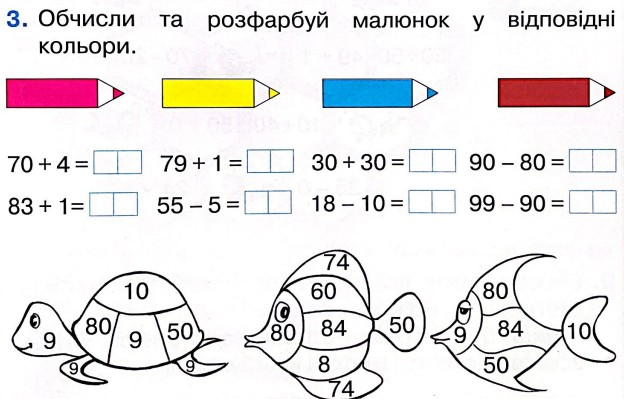 3. Обчисли та розфарбуй малюнок у відповідні
кольори.
70 + 4 = 79 + 1 = 30 + 30 = 90 – 80 =
83 + 1= 55 – 5 = 18 – 10 = 99 – 90 =
10
80 9 50
9
9 9
74
60
80 84 50
8
74
80
9 84 10
50